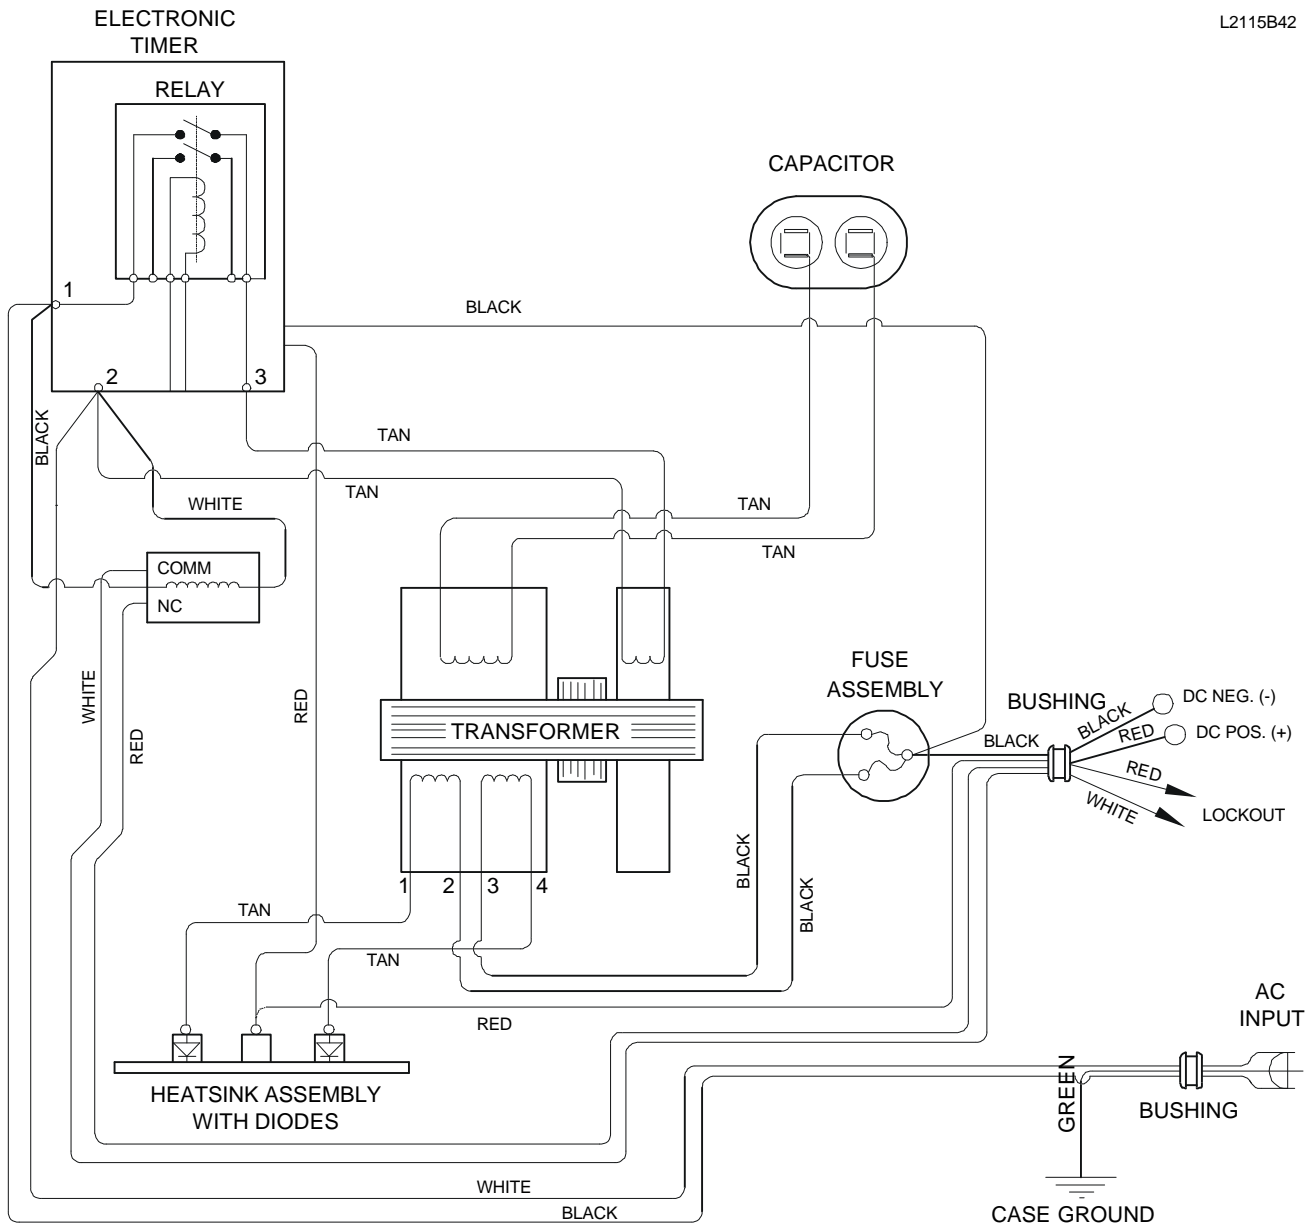 ELECTRONIC
TIMER
L2115B42
RELAY
CAPACITOR
1
BLACK
2
3
BLACK
TAN
TAN
WHITE
TAN
TAN
COMM
NC
WHITE
RED
RED
TRANSFORMER
FUSE
ASSEMBLY
BUSHING
BLACK
BLACK
DC NEG. (-)
RED
DC POS. (+)
RED
WHITE
LOCKOUT
1
2
3
4
BLACK
BLACK
TAN
TAN
RED
HEATSINK ASSEMBLY
WITH DIODES
AC
INPUT
GREEN
BUSHING
WHITE
BLACK
CASE GROUND